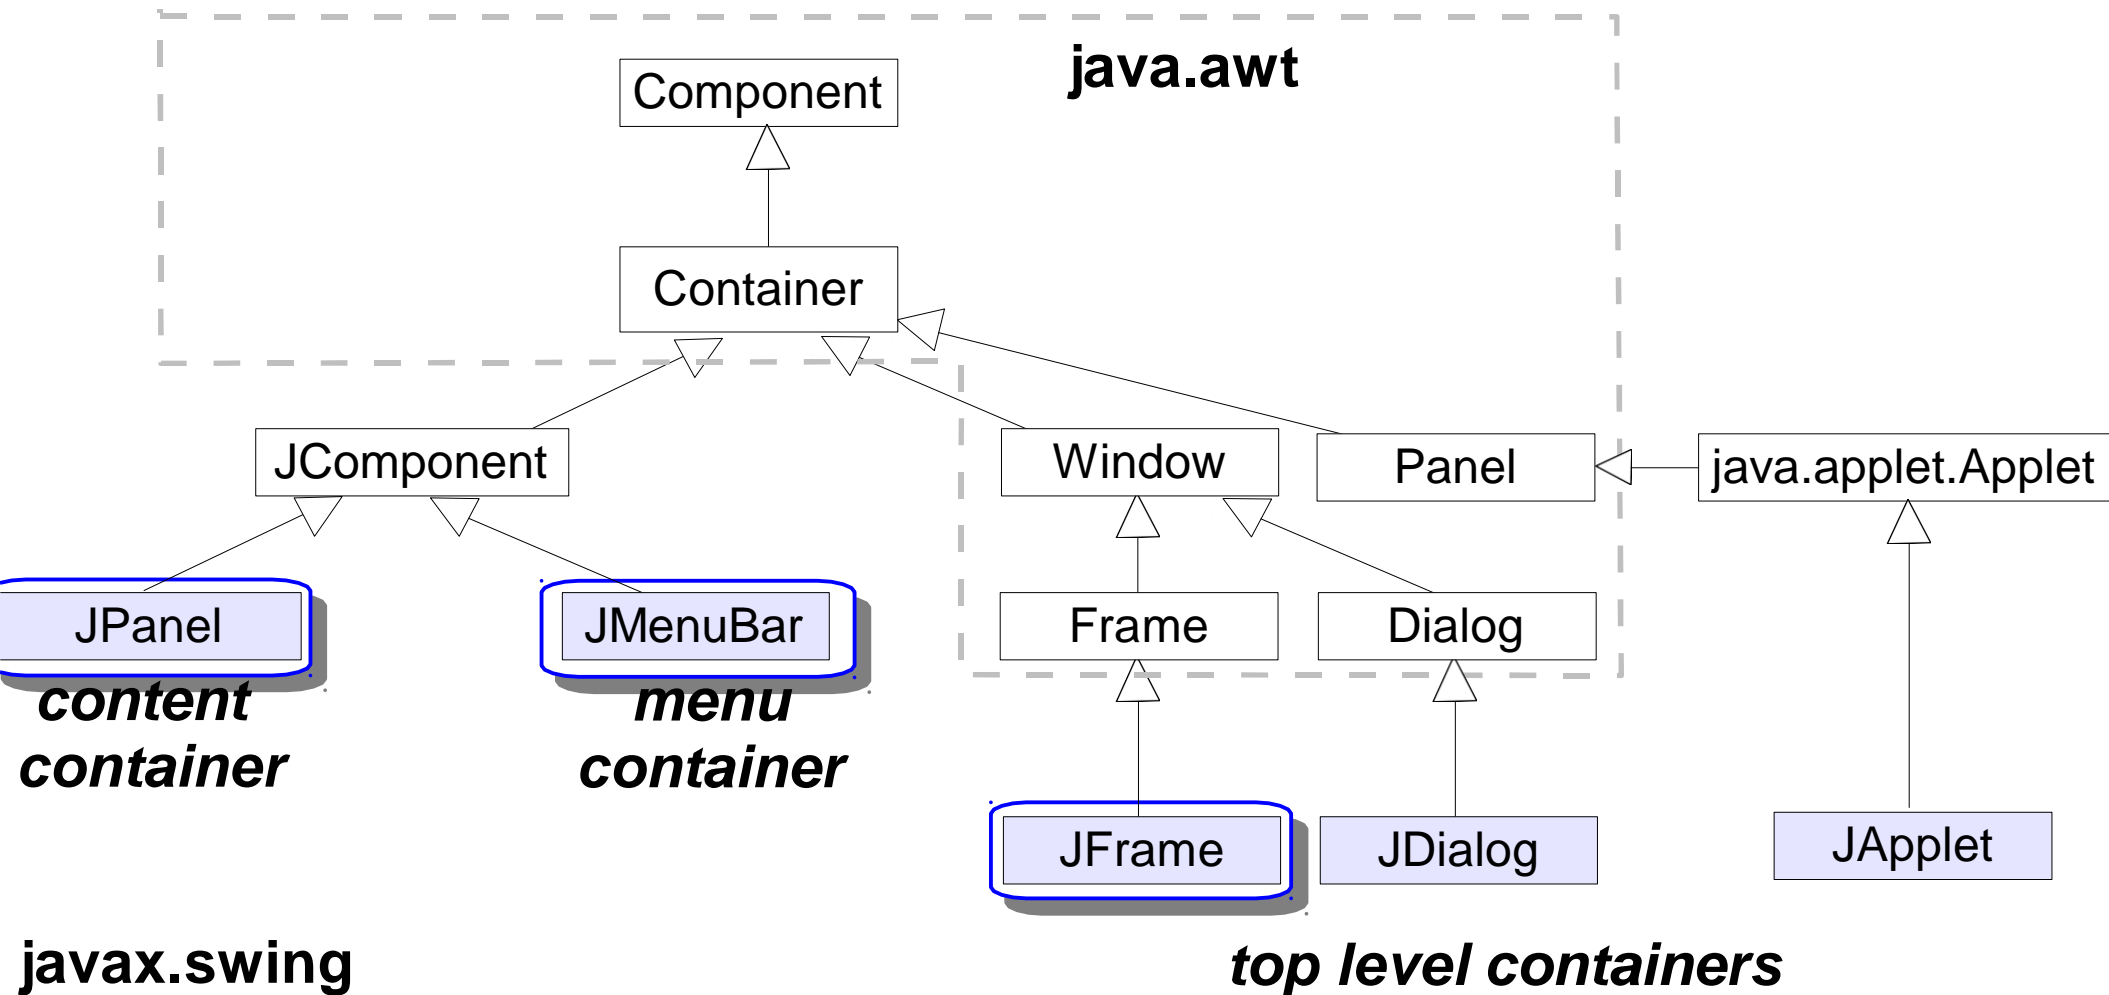 java.awt
Component
Container
JComponent
Window
Panel
java.applet.Applet
JPanel
JMenuBar
Frame
Dialog
content
container
menu
container
JFrame
JDialog
JApplet
javax.swing
top level containers